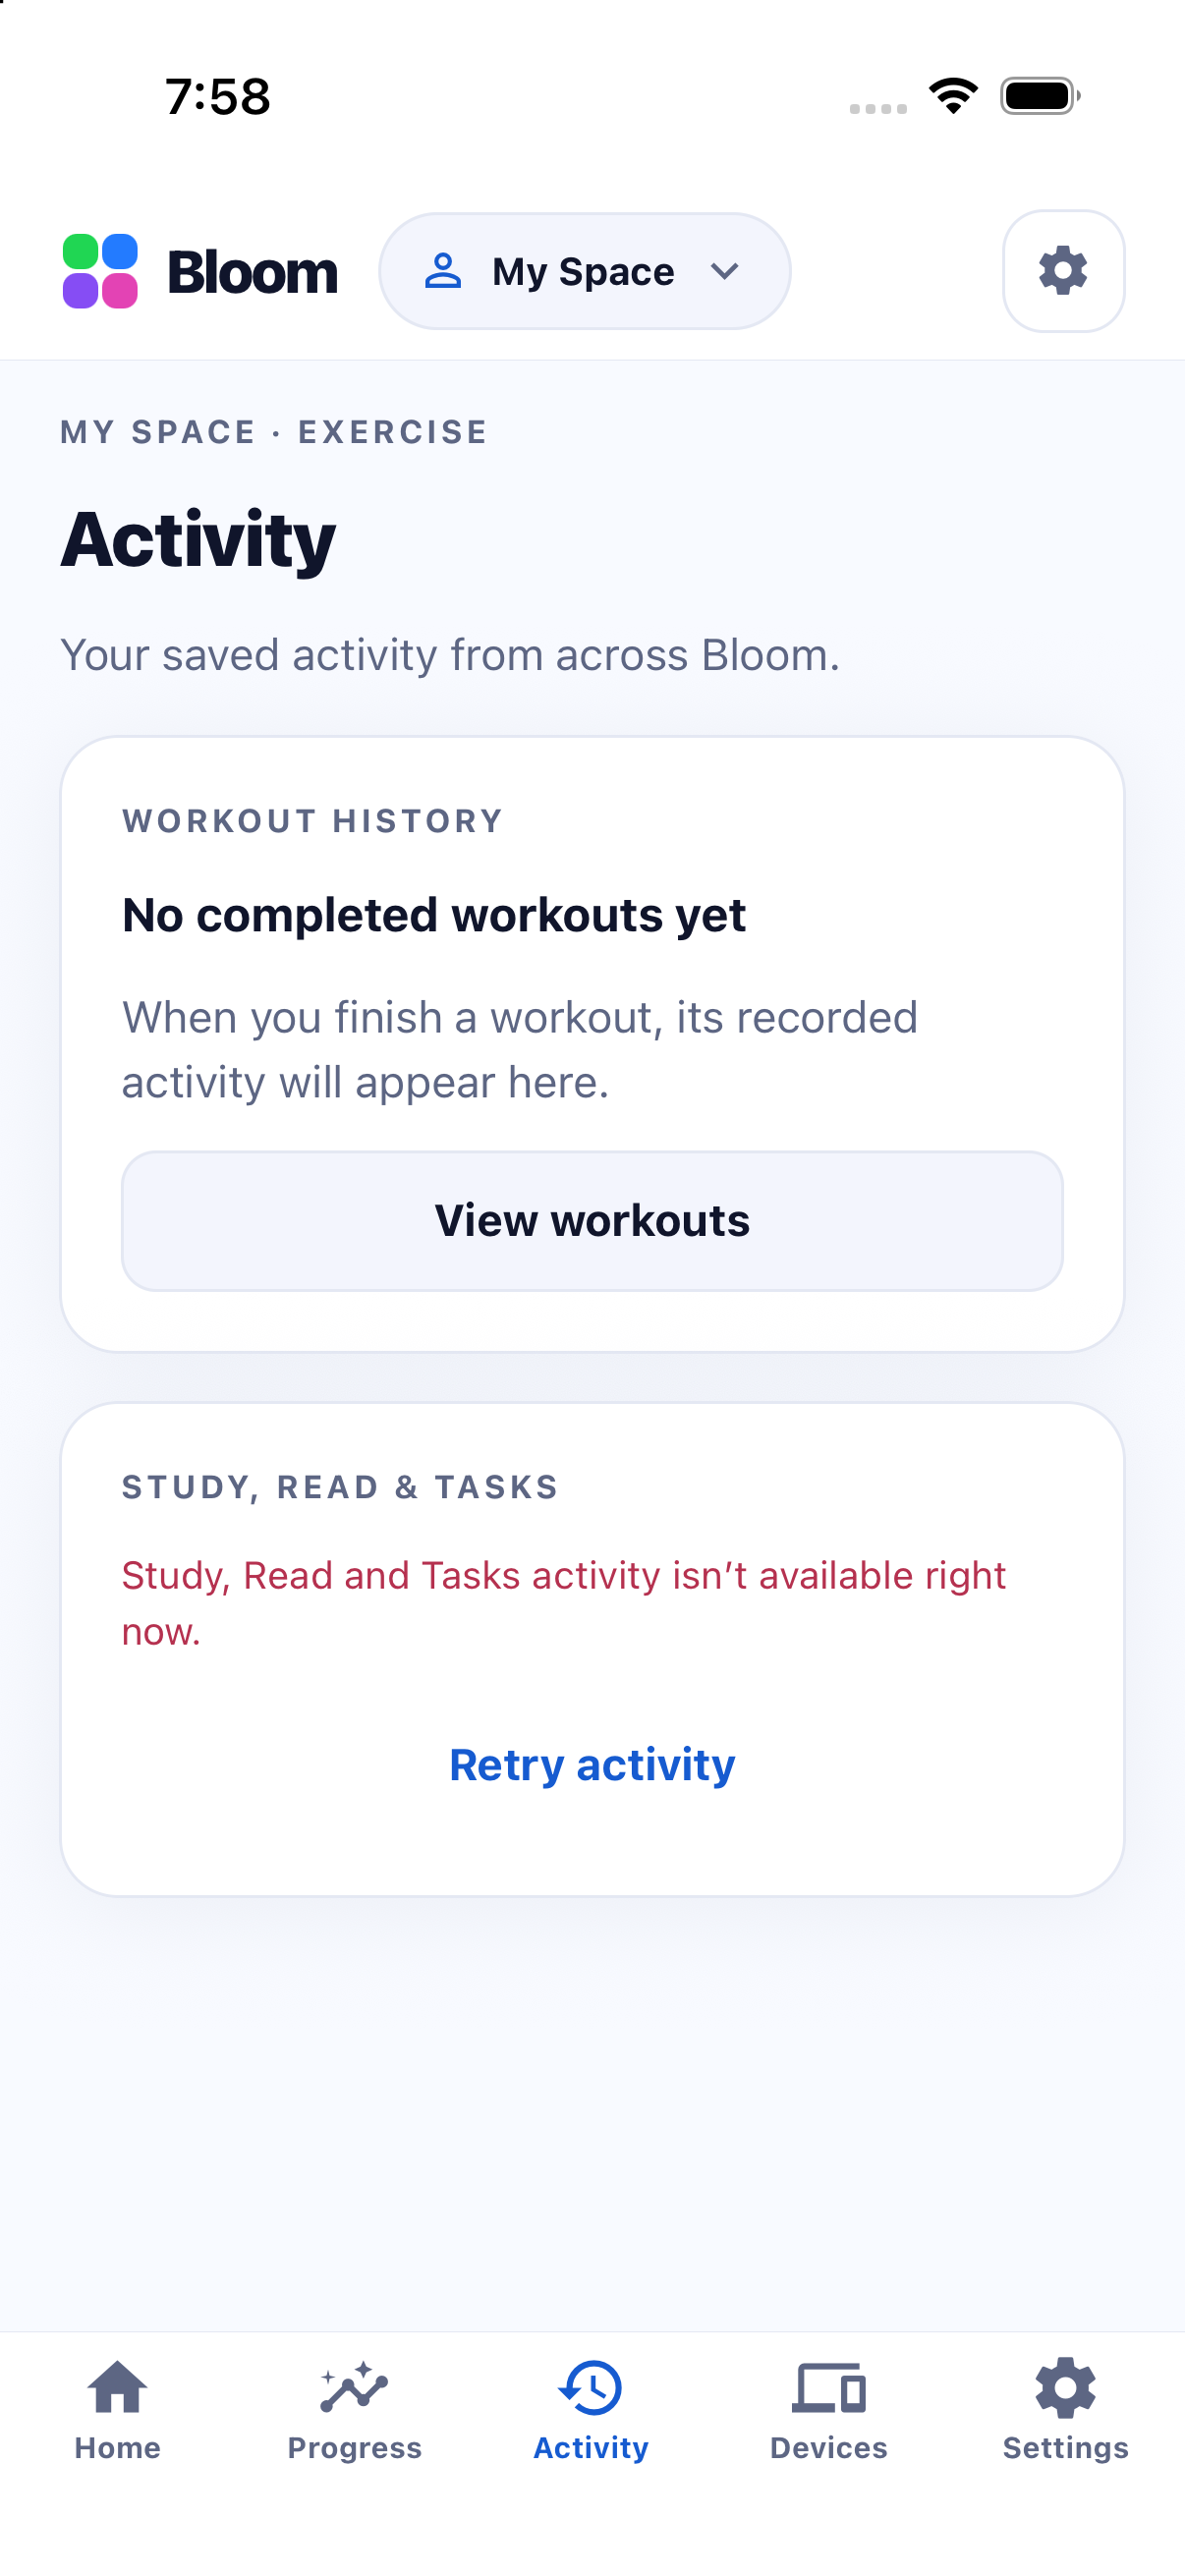 7:58
Bloom
My Space
MY SPACE · EXERCISE
Activity
Your saved activity from across Bloom.
WORKOUT HISTORY
No completed workouts yet
When you finish a workout, its recorded
activity will appear here.
View workouts
STUDY, READ & TASKS
Study, Read and Tasks activity isn’t available right
now.
Retry activity
Home
Progress
Activity
Devices
Settings